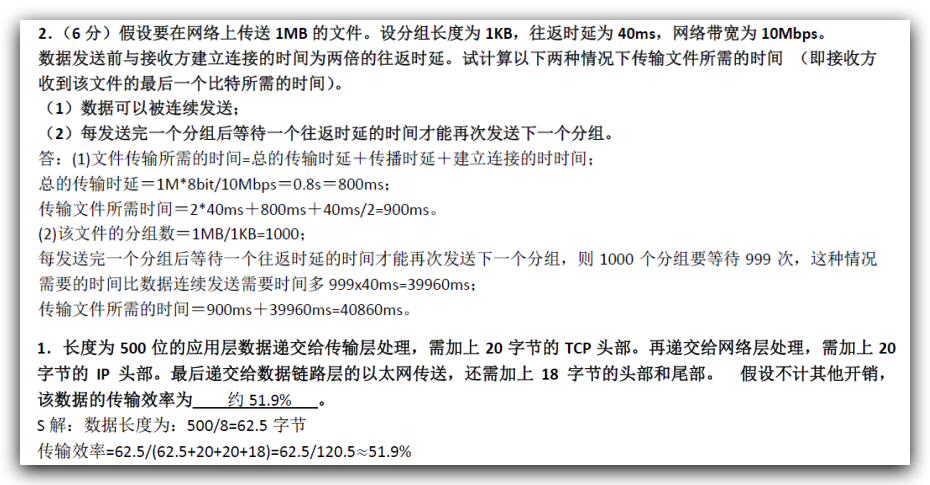 2.（6 分）假设要在网络上传送 1MB 的文件。设分组长度为 1KB，往返时延为 40ms，网络带宽为 10Mbps。
数据发送前与接收方建立连接的时间为两倍的往返时延。试计算以下两种情况下传输文件所需的时间 （即接收方
收到该文件的最后一个比特所需的时间）。
（1）数据可以被连续发送；
（2）每发送完一个分组后等待一个往返时延的时间才能再次发送下一个分组。
答：(1)文件传输所需的时间=总的传输时延＋传播时延＋建立连接的时时间；
总的传输时延＝1M*8bit/10Mbps＝0.8s＝800ms；
传输文件所需时间＝2*40ms＋800ms＋40ms/2=900ms。
(2)该文件的分组数＝1MB/1KB=1000；
每发送完一个分组后等待一个往返时延的时间才能再次发送下一个分组，则 1000 个分组要等待 999 次，这种情况
需要的时间比数据连续发送需要时间多 999x40ms=39960ms；
传输文件所需的时间＝900ms＋39960ms=40860ms。
1．长度为 500 位的应用层数据递交给传输层处理，需加上 20 字节的 TCP 头部。再递交给网络层处理，需加上 20
字节的 IP 头部。最后递交给数据链路层的以太网传送，还需加上 18 字节的头部和尾部。 假设不计其他开销，
该数据的传输效率为____约 51.9%___。
S 解：数据长度为：500/8=62.5 字节
传输效率=62.5/(62.5+20+20+18)=62.5/120.5≈51.9%